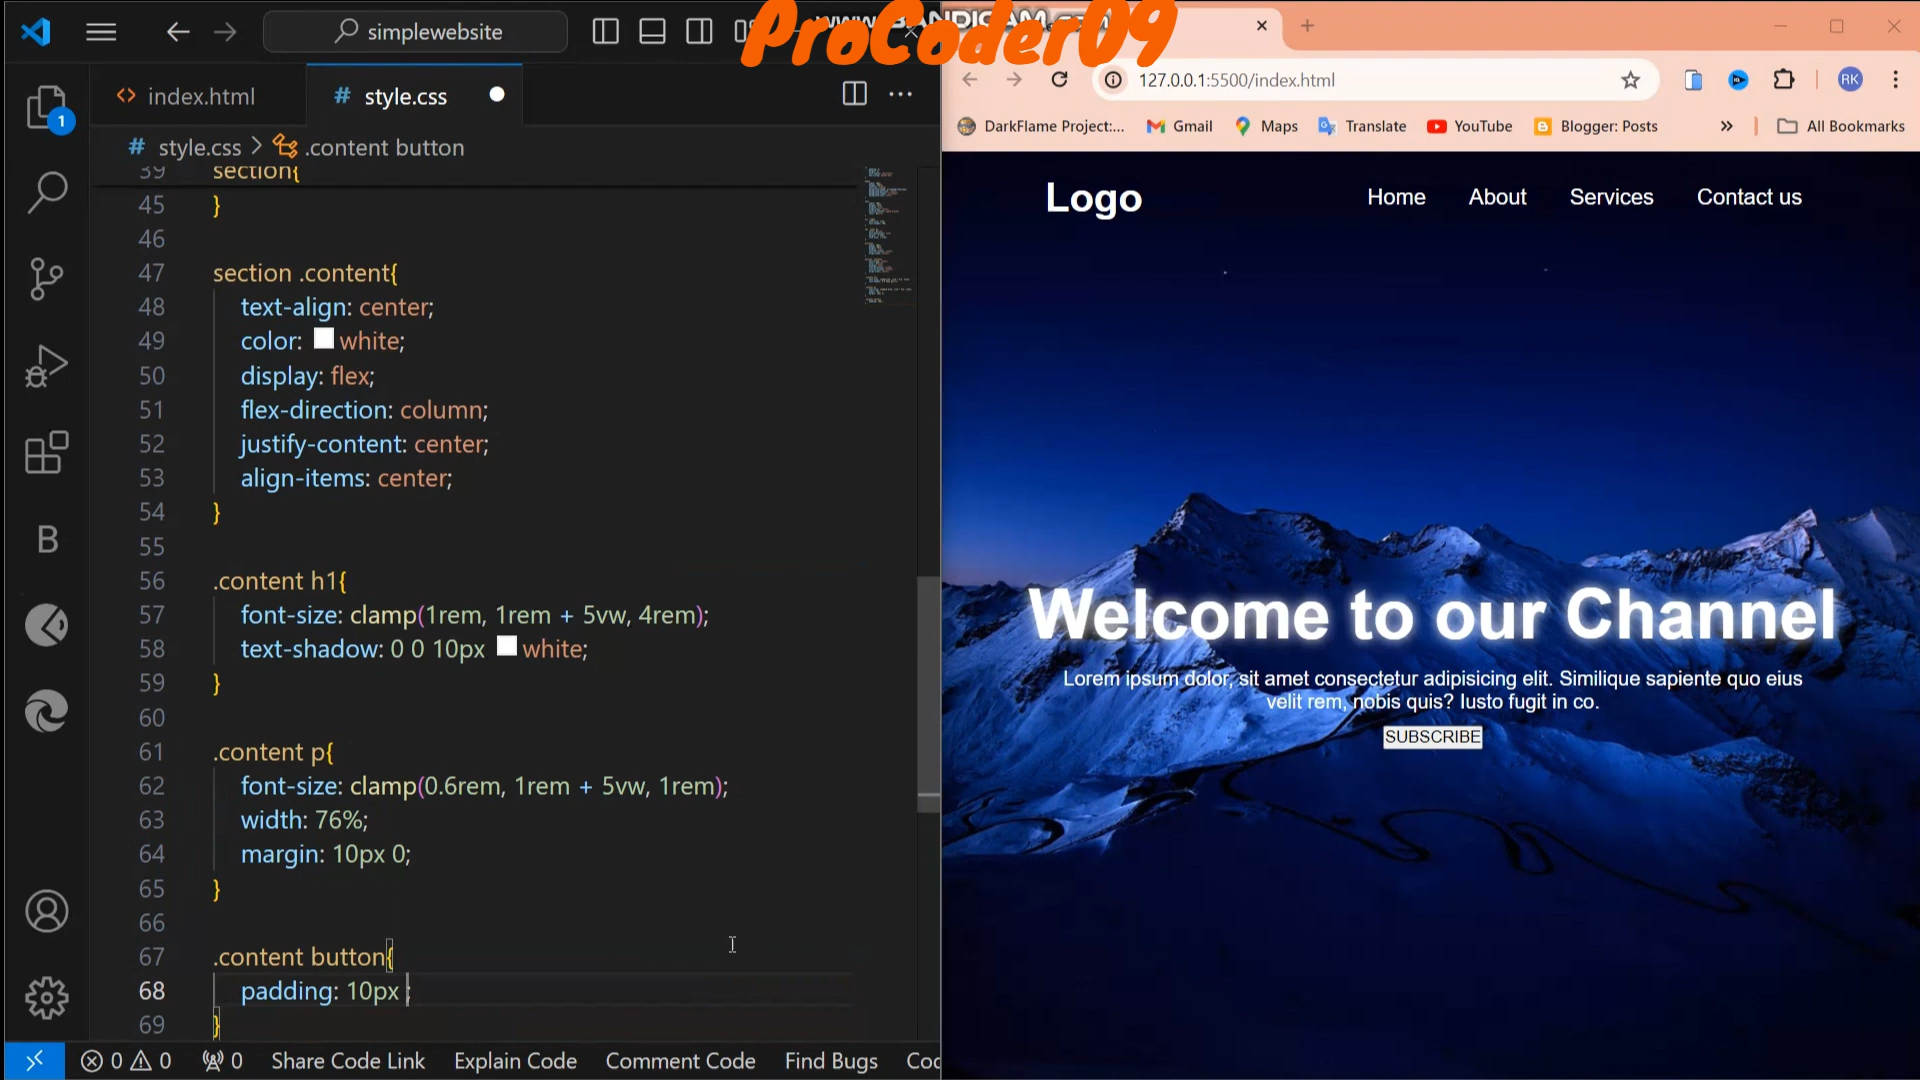 simplewebsite
www.BANDICAM.com
ProCoder09
index.html
# style.css
1
# style.css > .content button
39 section{
45 }
46
47 section .content{
48 text-align: center;
49 color: white;
50 display: flex;
51 flex-direction: column;
52 justify-content: center;
53 align-items: center;
54 }
55
56 .content h1{
57 font-size: clamp(1rem, 1rem + 5vw, 4rem);
58 text-shadow: 0 0 10px white;
59 }
60
61 .content p{
62 font-size: clamp(0.6rem, 1rem + 5vw, 1rem);
63 width: 76%;
64 margin: 10px 0;
65 }
66
67 .content button{
68 padding: 10px ;
69 }
B
0 0 0 Share Code Link Explain Code Comment Code Find Bugs Coc
127.0.0.1:5500/index.html
RK
DarkFlame Project:... Gmail Maps Translate YouTube Blogger: Posts » All Bookmarks
Logo Home About Services Contact us
Welcome to our Channel
Lorem ipsum dolor, sit amet consectetur adipisicing elit. Similique sapiente quo eius
velit rem, nobis quis? Iusto fugit in co.
SUBSCRIBE